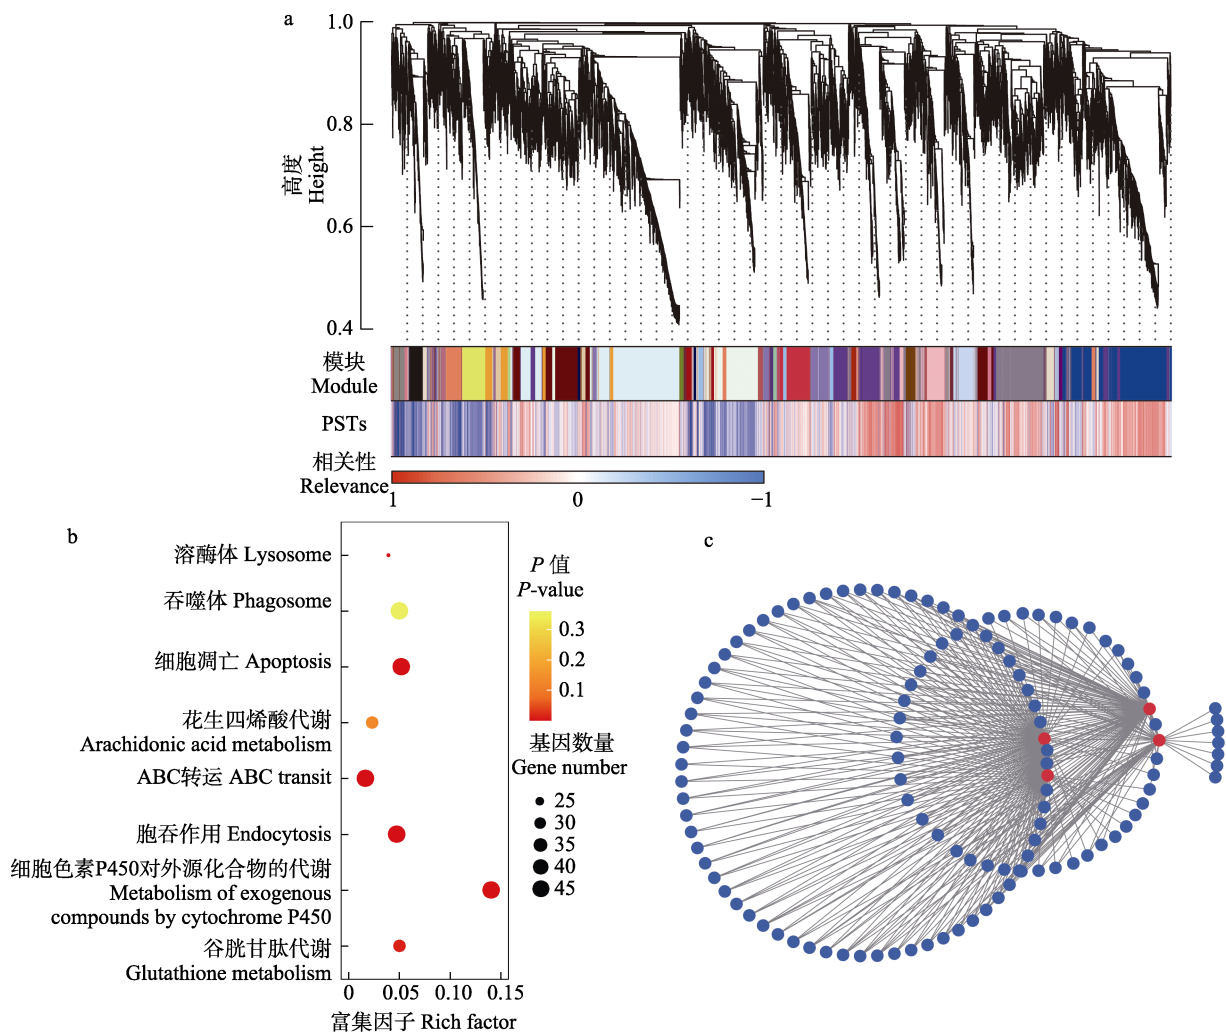 a
1.0
0.8
0.6
0.4
高度
Height
模块
Module
PSTs
相关性
Relevance
1
0
−1
b
溶酶体 Lysosome
吞噬体 Phagosome
细胞凋亡 Apoptosis
花生四烯酸代谢
Arachidonic acid metabolism
ABC转运 ABC transit
胞吞作用 Endocytosis
细胞色素P450对外源化合物的代谢
Metabolism of exogenous
compounds by cytochrome P450
谷胱甘肽代谢
Glutathione metabolism
0
0.05
0.10
0.15
富集因子 Rich factor
P 值
P-value
0.3
0.2
0.1
基因数量
Gene number
25
30
35
40
45
c